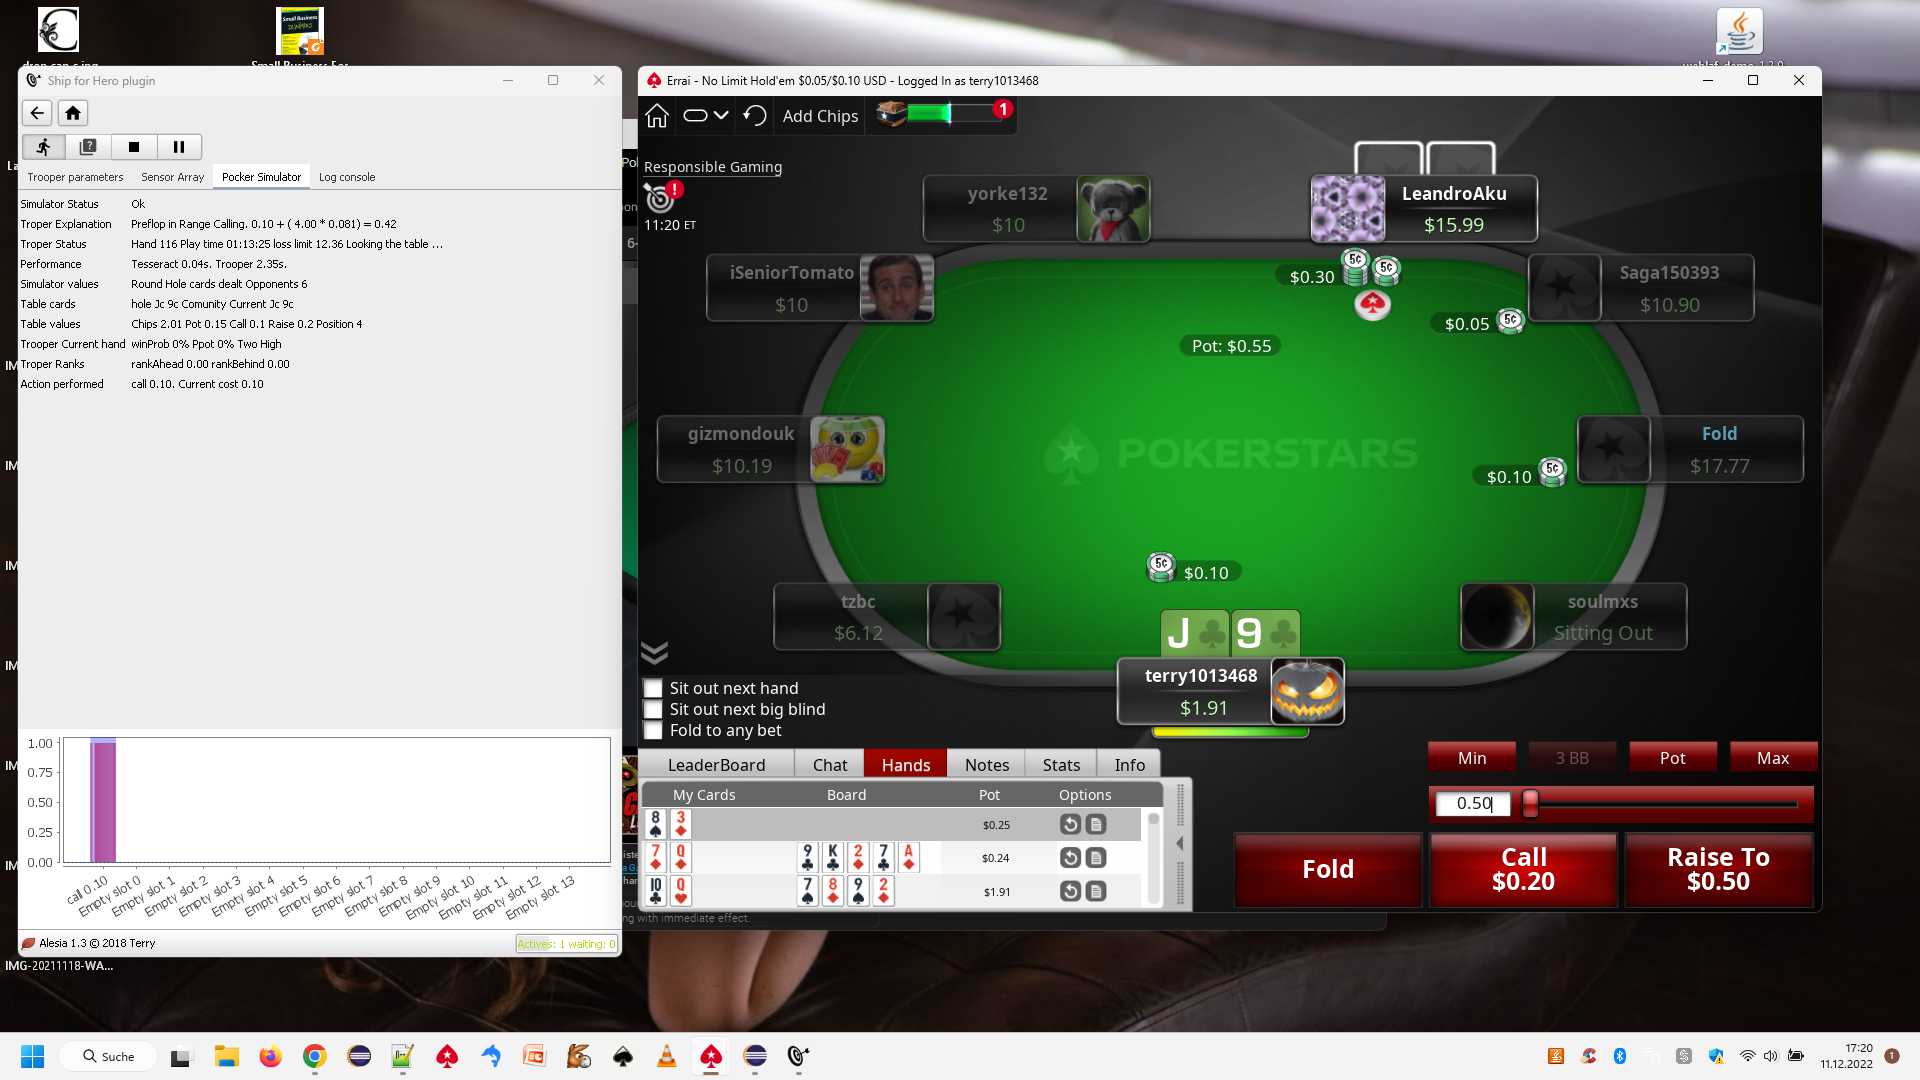 Ship for Hero plugin
Trooper parameters Sensor Array Pocker Simulator Log console
Simulator Status Ok
Troper Explanation Preflop in Range Calling. 0.10 + ( 4.00 * 0.081) = 0.42
Troper Status Hand 116 Play time 01:13:25 loss limit 12.36 Looking the table ...
Performance Tesseract 0.04s. Trooper 2.35s.
Simulator values Round Hole cards dealt Opponents 6
Table cards hole Jc 9c Comunity Current Jc 9c
Table values Chips 2.01 Pot 0.15 Call 0.1 Raise 0.2 Position 4
Trooper Current hand winProb 0% Ppot 0% Two High
Troper Ranks rankAhead 0.00 rankBehind 0.00
Action performed call 0.10. Current cost 0.10
1.00
0.75
0.50
0.25
0.00
call 0.10
Empty slot 0
Empty slot 1
Empty slot 2
Empty slot 3
Empty slot 4
Empty slot 5
Empty slot 6
Empty slot 7
Empty slot 8
Empty slot 9
Empty slot 10
Empty slot 11
Empty slot 12
Empty slot 13
Alesia 1.3 © 2018 Terry
Actives: 1 waiting: 0
IMG-20211118-WA...
Errai - No Limit Hold'em $0.05/$0.10 USD - Logged In as terry1013468
Add Chips
1
Responsible Gaming
11:20 ET
yorke132
$10
LeandroAku
$15.99
iSeniorTomato
$10
Saga150393
$10.90
$0.30
5¢
5¢
$0.05
5¢
Pot: $0.55
gizmondouk
$10.19
POKERSTARS
Fold
$17.77
$0.10
5¢
5¢
$0.10
tzbc
$6.12
soulmxs
Sitting Out
J 9
terry1013468
$1.91
Sit out next hand
Sit out next big blind
Fold to any bet
LeaderBoard Chat Hands Notes Stats Info
My Cards Board Pot Options
8 3 $0.25
7 Q 9 K 2 7 A $0.24
10 Q 7 8 9 2 $1.91
ng with immediate effect.
Min 3 BB Pot Max
0.50
Fold
Call
$0.20
Raise To
$0.50
Suche
17:20
11.12.2022
1